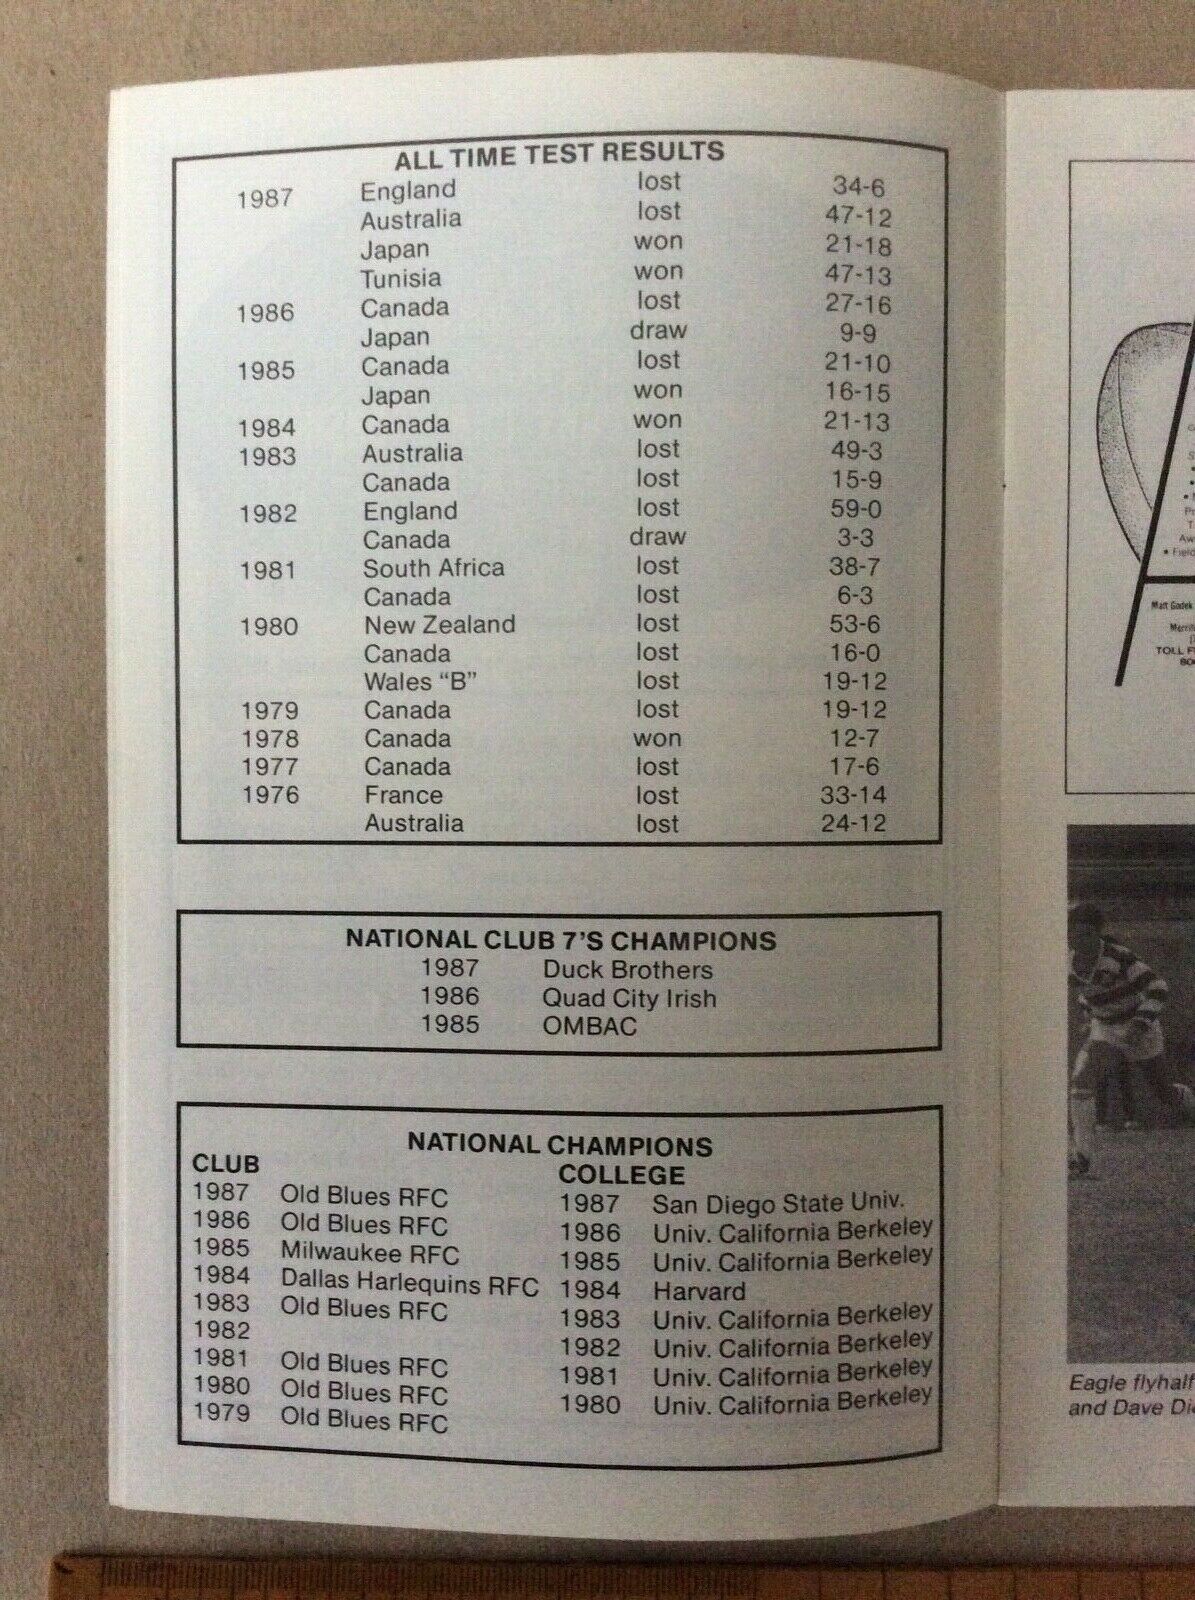 ALL TIME TEST RESULTS
1987 England lost 34-6
Australia lost 47-12
Japan won 21-18
Tunisia won 47-13
1986 Canada lost 27-16
Japan draw 9-9
1985 Canada lost 21-10
Japan won 16-15
1984 Canada won 21-13
1983 Australia lost 49-3
Canada lost 15-9
1982 England lost 59-0
Canada draw 3-3
1981 South Africa lost 38-7
Canada lost 6-3
1980 New Zealand lost 53-6
Canada lost 16-0
Wales “B” lost 19-12
1979 Canada lost 19-12
1978 Canada won 12-7
1977 Canada lost 17-6
1976 France lost 33-14
Australia lost 24-12
NATIONAL CLUB 7’S CHAMPIONS
1987 Duck Brothers
1986 Quad City Irish
1985 OMBAC
NATIONAL CHAMPIONS
CLUB
1987 Old Blues RFC
1986 Old Blues RFC
1985 Milwaukee RFC
1984 Dallas Harlequins RFC
1983 Old Blues RFC
1982
1981 Old Blues RFC
1980 Old Blues RFC
1979 Old Blues RFC
COLLEGE
1987 San Diego State Univ.
1986 Univ. California Berkeley
1985 Univ. California Berkeley
1984 Harvard
1983 Univ. California Berkeley
1982 Univ. California Berkeley
1981 Univ. California Berkeley
1980 Univ. California Berkeley
Matt Godek
TOLL
Eagle flyhalf
and Dave